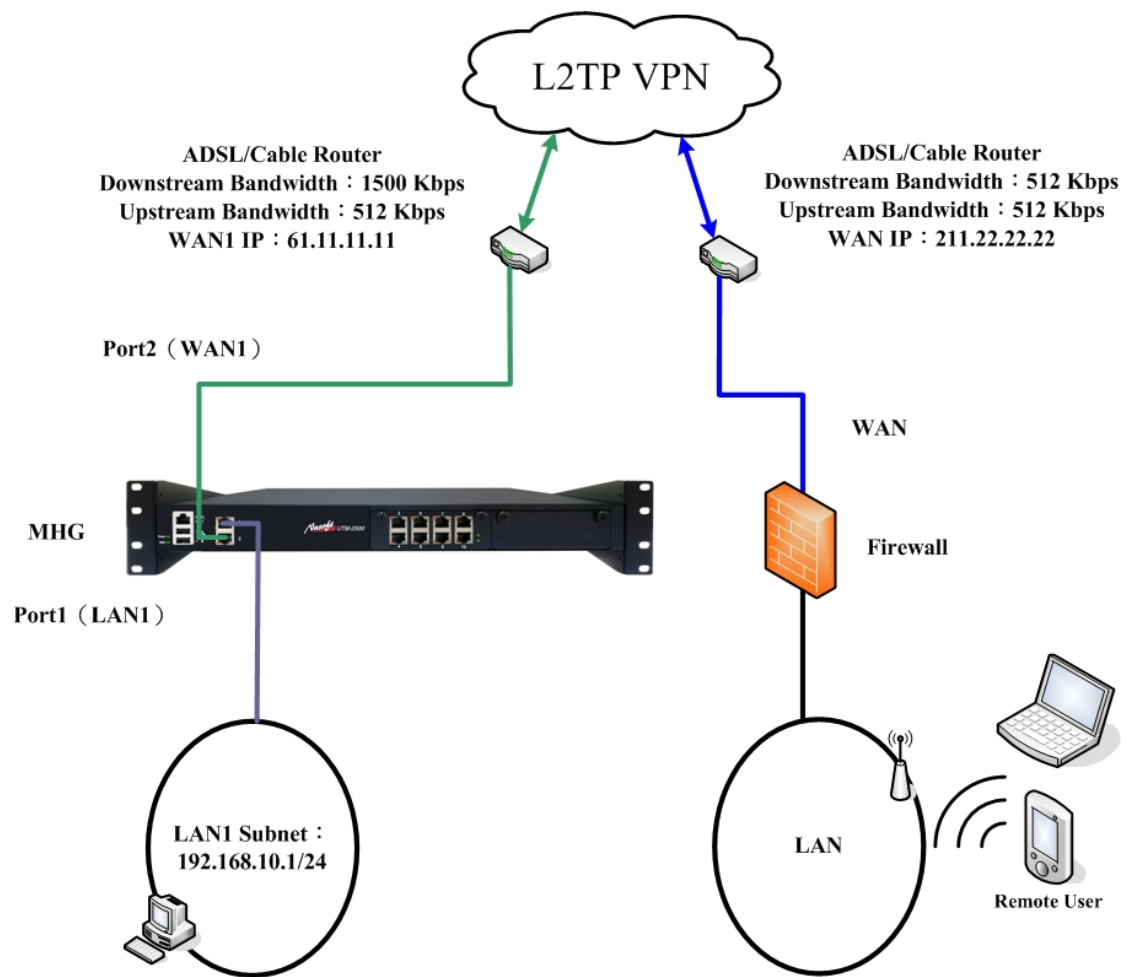 L2TP VPN
ADSL/Cable Router
Downstream Bandwidth：1500 Kbps
Upstream Bandwidth：512 Kbps
WAN1 IP：61.11.11.11
ADSL/Cable Router
Downstream Bandwidth：512 Kbps
Upstream Bandwidth：512 Kbps
WAN IP：211.22.22.22
Port2（WAN1）
WAN
MHG
UTM-2500
Firewall
Port1（LAN1）
LAN1 Subnet：
192.168.10.1/24
LAN
Remote User